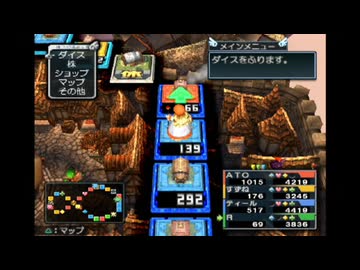 ダイス
株
ショップ
マップ
その他
メインメニュー
ダイスをふります。
66
139
292
ATO
1015 4219
すずね
176 3245
ティール
517 4419
R
69 3836
△:マップ